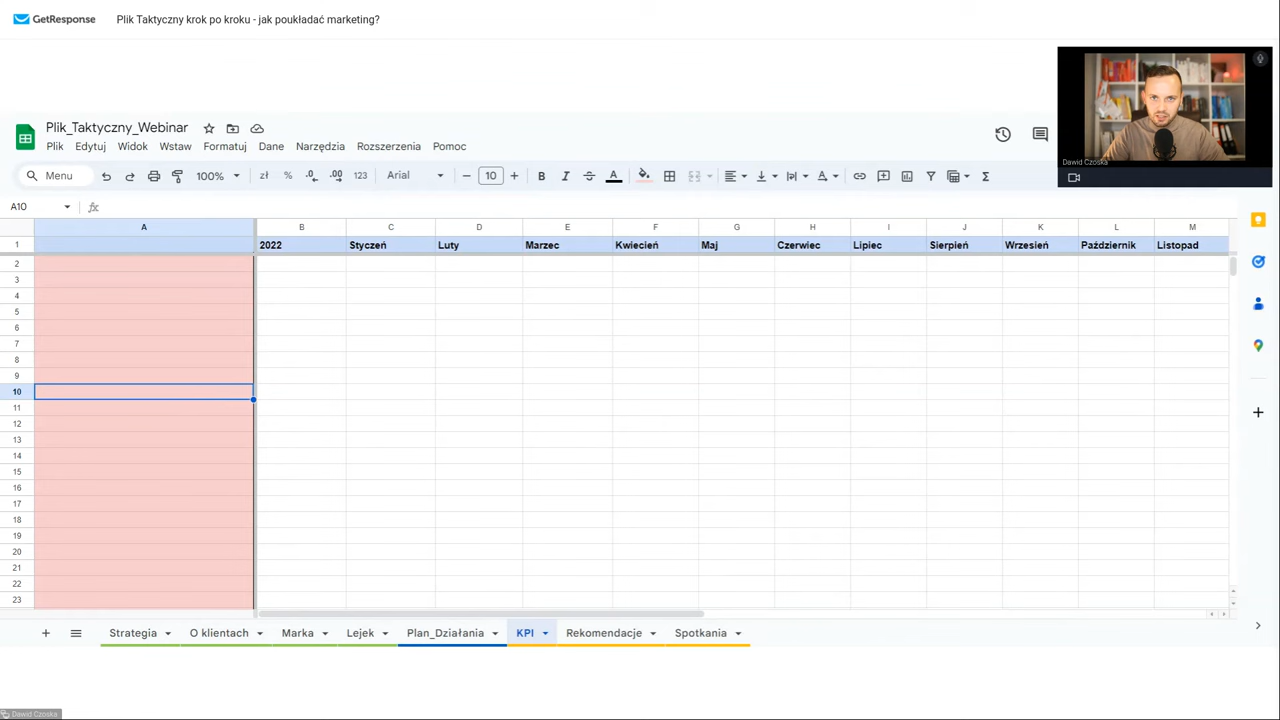 GetResponse Plik Taktyczny krok po kroku - jak poukładać marketing?
Plik_Taktyczny_Webinar
Plik Edytuj Widok Wstaw Formatuj Dane Narzędzia Rozszerzenia Pomoc
Dawid Czoska
Menu 100% zł % .0 .00 Arial 10 B I S A
A10 fx
A B C D E F G H I J K L M
1 2022 Styczeń Luty Marzec Kwiecień Maj Czerwiec Lipiec Sierpień Wrzesień Październik Listopad
2
3
4
5
6
7
8
9
10
11
12
13
14
15
16
17
18
19
20
21
22
23
Strategia O klientach Marka Lejek Plan_Działania KPI Rekomendacje Spotkania
Dawid Czoska